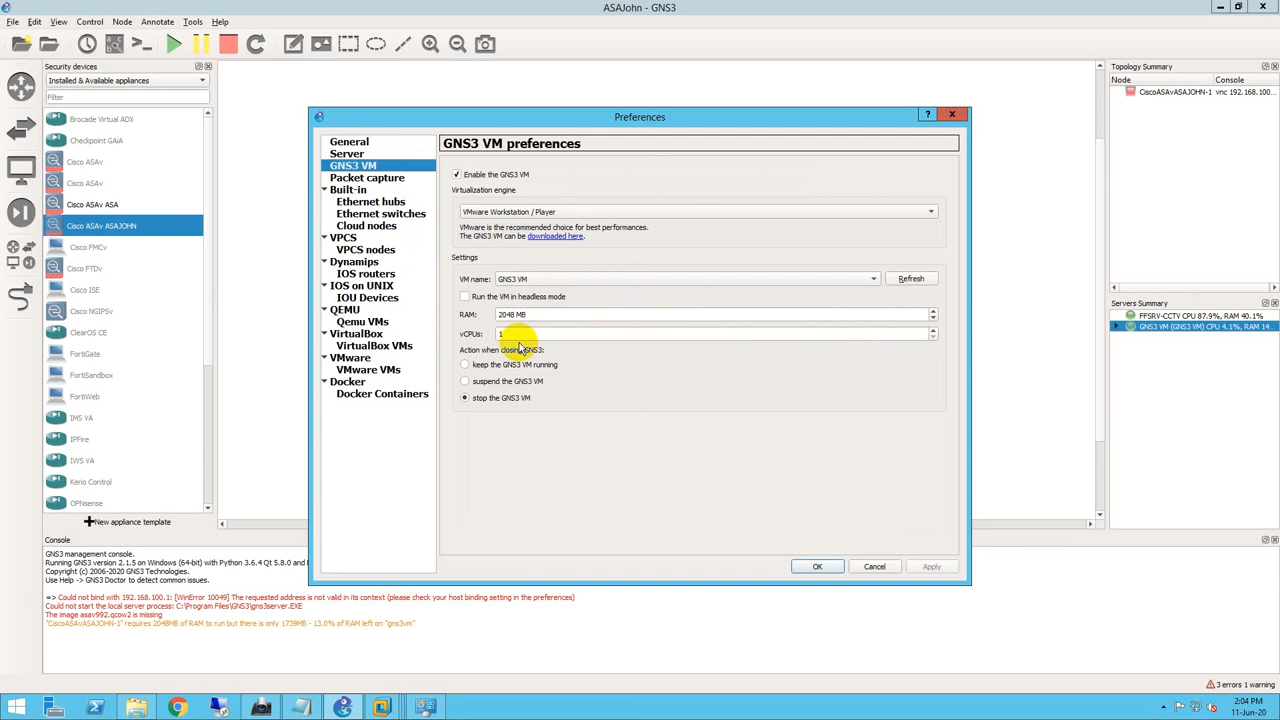 ASAJohn - GNS3
File Edit View Control Node Annotate Tools Help
Security devices
Installed & Available appliances
Filter
Brocade Virtual ADX
Checkpoint GAiA
Cisco ASAv
Cisco ASAv
Cisco ASAv ASA
Cisco ASAv ASAJOHN
Cisco FMCv
Cisco FTDv
Cisco ISE
Cisco NGIPSv
ClearOS CE
FortiGate
FortiSandbox
FortiWeb
IMS VA
IPFire
IWS VA
Kerio Control
OPNsense
New appliance template
Preferences
?
General
Server
GNS3 VM
Packet capture
Built-in
Ethernet hubs
Ethernet switches
Cloud nodes
VPCS
VPCS nodes
Dynamips
IOS routers
IOS on UNIX
IOU Devices
QEMU
Qemu VMs
VirtualBox
VirtualBox VMs
VMware
VMware VMs
Docker
Docker Containers
GNS3 VM preferences
Enable the GNS3 VM
Virtualization engine
VMware Workstation / Player
VMware is the recommended choice for best performances.
The GNS3 VM can be downloaded here.
Settings
VM name: GNS3 VM Refresh
Run the VM in headless mode
RAM: 2048 MB
vCPUs: 1
Action when closing GNS3:
keep the GNS3 VM running
suspend the GNS3 VM
stop the GNS3 VM
OK Cancel Apply
Topology Summary
Node Console
CiscoASAvASAJOHN-1 vnc 192.168.100...
Servers Summary
FFSRV-CCTV CPU 87.9%, RAM 40.1%
GNS3 VM (GNS3 VM) CPU 4.1%, RAM 14...
Console
GNS3 management console.
Running GNS3 version 2.1.5 on Windows (64-bit) with Python 3.6.4 Qt 5.8.0 and
Copyright (c) 2006-2020 GNS3 Technologies.
Use Help -> GNS3 Doctor to detect common issues.
=> Could not bind with 192.168.100.1: [WinError 10049] The requested address is not valid in its context (please check your host binding setting in the preferences)
Could not start the local server process: C:\Program Files\GNS3\gns3server.EXE
The image asav992.qcow2 is missing
"CiscoASAvASAJOHN-1" requires 2048MB of RAM to run but there is only 1739MB - 13.0% of RAM left on "gns3vm"
3 errors 1 warning
2:04 PM
11-Jun-20